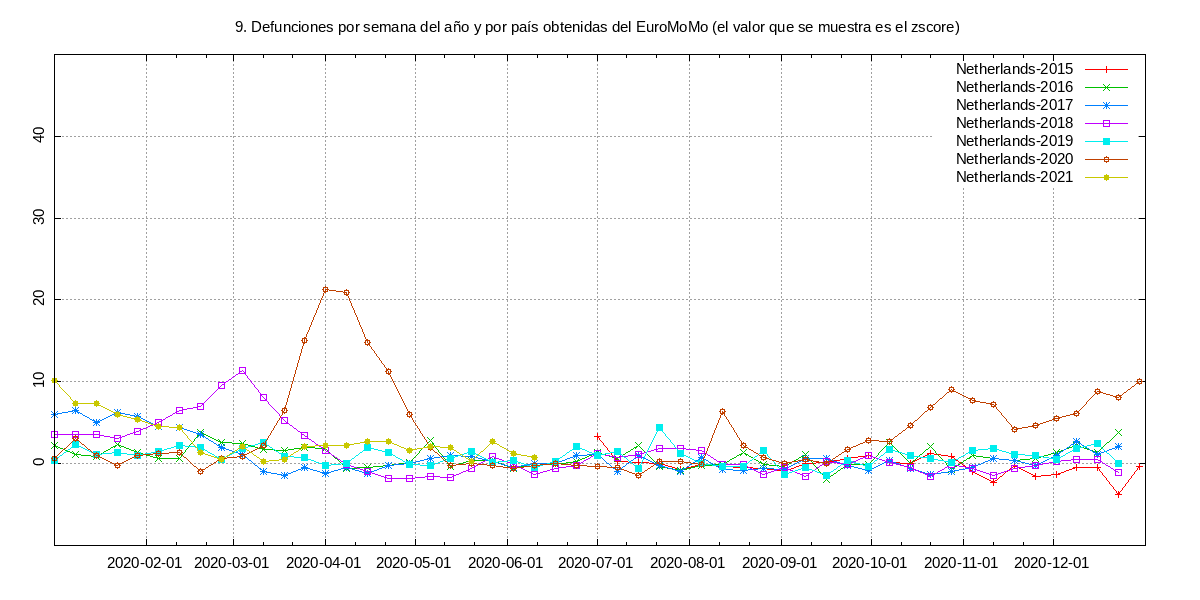 9. Defunciones por semana del año y por país obtenidas del EuroMoMo (el valor que se muestra es el zscore)
Netherlands-2015
Netherlands-2016
Netherlands-2017
Netherlands-2018
Netherlands-2019
Netherlands-2020
Netherlands-2021
40
30
20
10
0
2020-02-01 2020-03-01 2020-04-01 2020-05-01 2020-06-01 2020-07-01 2020-08-01 2020-09-01 2020-10-01 2020-11-01 2020-12-01